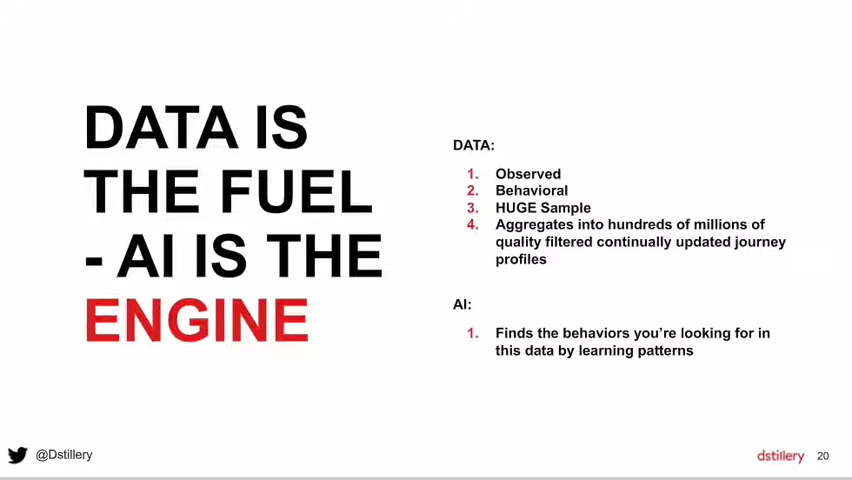 DATA IS
THE FUEL
- AI IS THE
ENGINE
DATA:
1. Observed
2. Behavioral
3. HUGE Sample
4. Aggregates into hundreds of millions of
quality filtered continually updated journey
profiles
AI:
1. Finds the behaviors you’re looking for in
this data by learning patterns
@Dstillery
dstillery
20